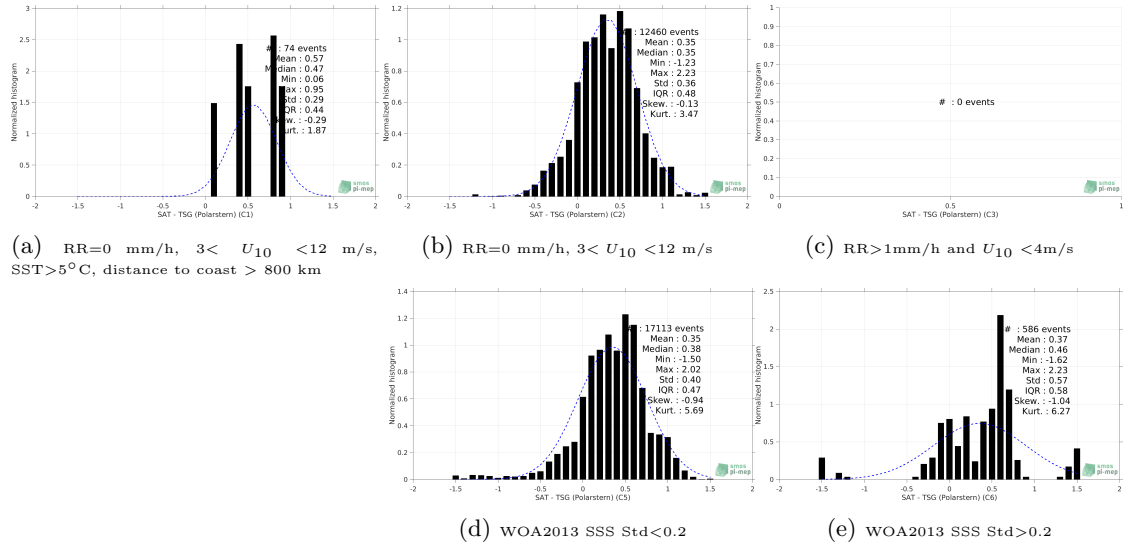 3
2.5
2
1.5
1
0.5
0
-2
-1.5
-1
-0.5
0
0.5
1
1.5
2
Normalized histogram
# : 74 events
Mean : 0.57
Median : 0.47
Min : 0.06
Max : 0.95
Std : 0.29
IQR : 0.44
Skew. : -0.29
Kurt. : 1.87
smos
pi-mep
SAT - TSG (Polarstern) (C1)
(a) RR=0 mm/h, 3< U10 <12 m/s,
SST>5°C, distance to coast > 800 km
1.2
1
0.8
0.6
0.4
0.2
0
-2
-1.5
-1
-0.5
0
0.5
1
1.5
2
Normalized histogram
# : 12460 events
Mean : 0.35
Median : 0.35
Min : -1.23
Max : 2.23
Std : 0.36
IQR : 0.48
Skew. : -0.13
Kurt. : 3.47
smos
pi-mep
SAT - TSG (Polarstern) (C2)
(b) RR=0 mm/h, 3< U10 <12 m/s
1
0.9
0.8
0.7
0.6
0.5
0.4
0.3
0.2
0.1
0
0
0.5
1
Normalized histogram
# : 0 events
smos
pi-mep
SAT - TSG (Polarstern) (C3)
(c) RR>1mm/h and U10 <4m/s
1.4
1.2
1
0.8
0.6
0.4
0.2
0
-2
-1.5
-1
-0.5
0
0.5
1
1.5
2
Normalized histogram
# : 17113 events
Mean : 0.35
Median : 0.38
Min : -1.50
Max : 2.02
Std : 0.40
IQR : 0.47
Skew. : -0.94
Kurt. : 5.69
smos
pi-mep
SAT - TSG (Polarstern) (C5)
(d) WOA2013 SSS Std<0.2
2.5
2
1.5
1
0.5
0
-2
-1.5
-1
-0.5
0
0.5
1
1.5
2
Normalized histogram
# : 586 events
Mean : 0.37
Median : 0.46
Min : -1.62
Max : 2.23
Std : 0.57
IQR : 0.58
Skew. : -1.04
Kurt. : 6.27
smos
pi-mep
SAT - TSG (Polarstern) (C6)
(e) WOA2013 SSS Std>0.2